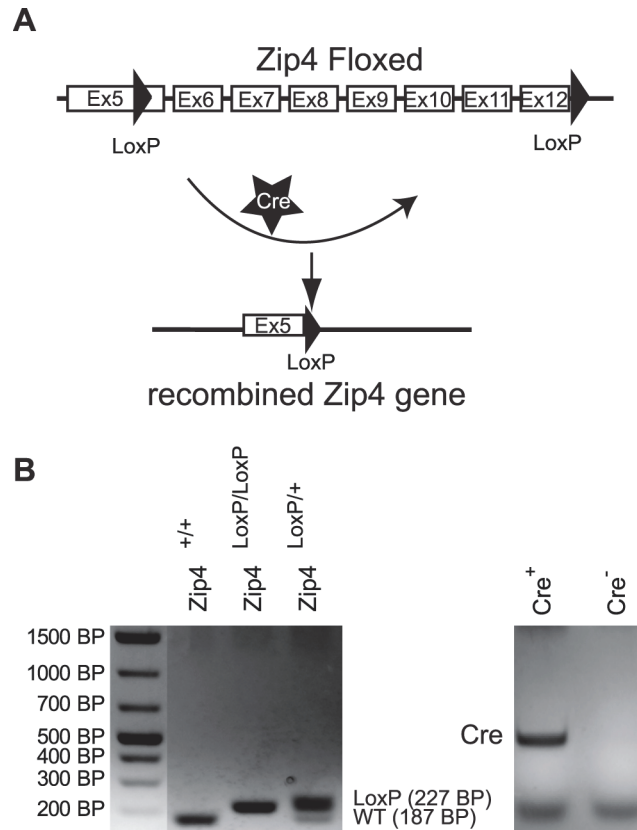 A
Zip4 Floxed
Ex5 Ex6 Ex7 Ex8 Ex9 Ex10 Ex11 Ex12
LoxP LoxP
Cre
Ex5
LoxP
recombined Zip4 gene
B
Zip4 +/+
Zip4 LoxP/LoxP
Zip4 LoxP/+
Cre+
Cre-
1500 BP
1000 BP
700 BP
500 BP
400 BP
300 BP
200 BP
Cre
LoxP (227 BP)
WT (187 BP)